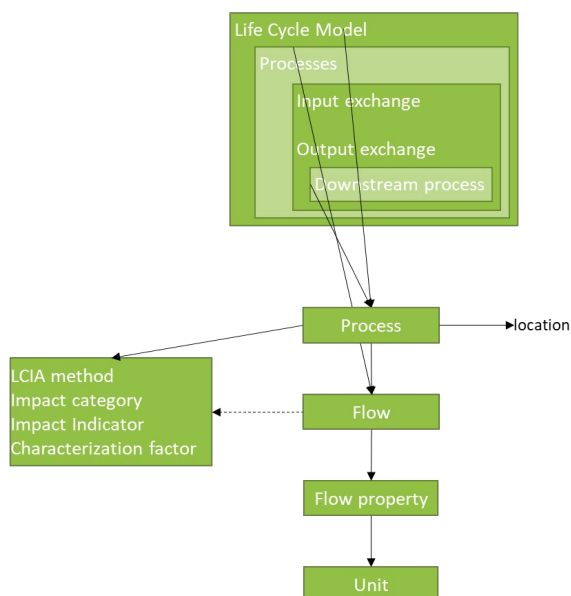 Life Cycle Model
Processes
Input exchange
Output exchange
Downstream process
Process
location
LCIA method
Impact category
Impact Indicator
Characterization factor
Flow
Flow property
Unit